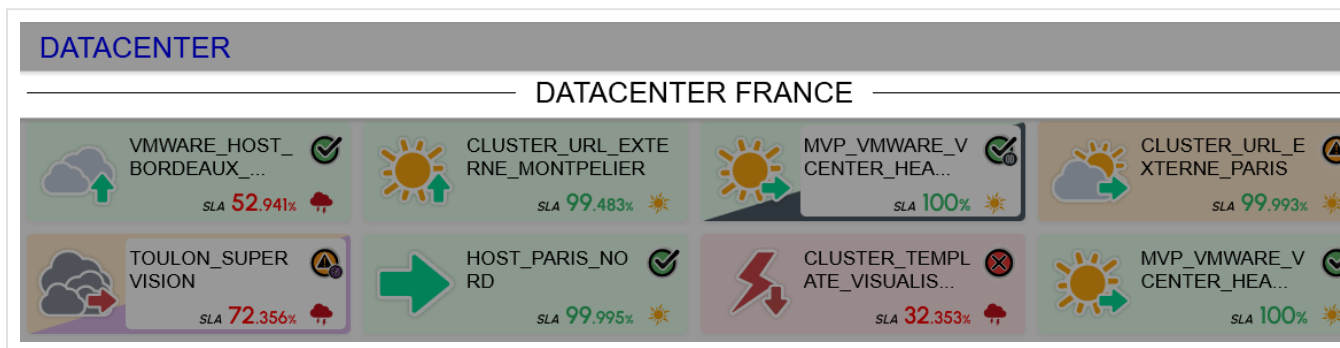 DATACENTER
DATACENTER FRANCE
VMWARE_HOST_
BORDEAUX_...
SLA 52.941%
CLUSTER_URL_EXTE
RNE_MONTPELIER
SLA 99.483%
MVP_VMWARE_V
CENTER_HEA...
SLA 100%
CLUSTER_URL_E
XTERNE_PARIS
SLA 99.993%
TOULON_SUPER
VISION
SLA 72.356%
HOST_PARIS_NO
RD
SLA 99.995%
CLUSTER_TEMPL
ATE_VISUALIS...
SLA 32.353%
MVP_VMWARE_V
CENTER_HEA...
SLA 100%